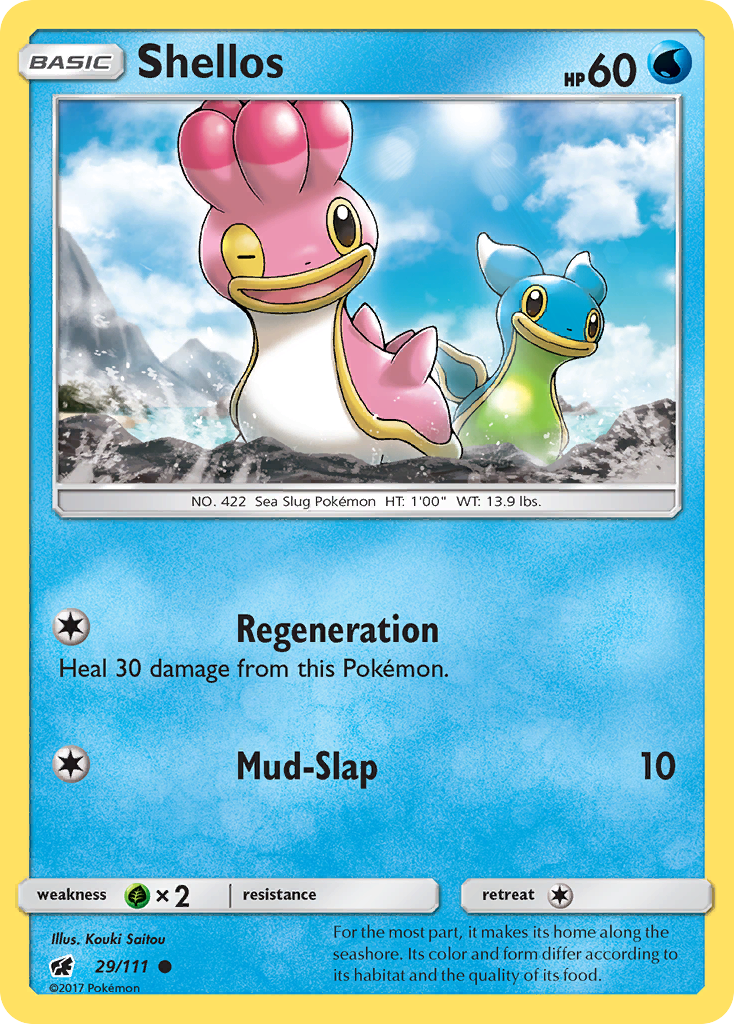 BASIC Shellos HP 60
NO. 422 Sea Slug Pokémon HT: 1'00" WT: 13.9 lbs.
Regeneration
Heal 30 damage from this Pokémon.
Mud-Slap 10
weakness × 2 resistance retreat
Illus. Kouki Saitou
29/111
©2017 Pokémon
For the most part, it makes its home along the
seashore. Its color and form differ according to
its habitat and the quality of its food.